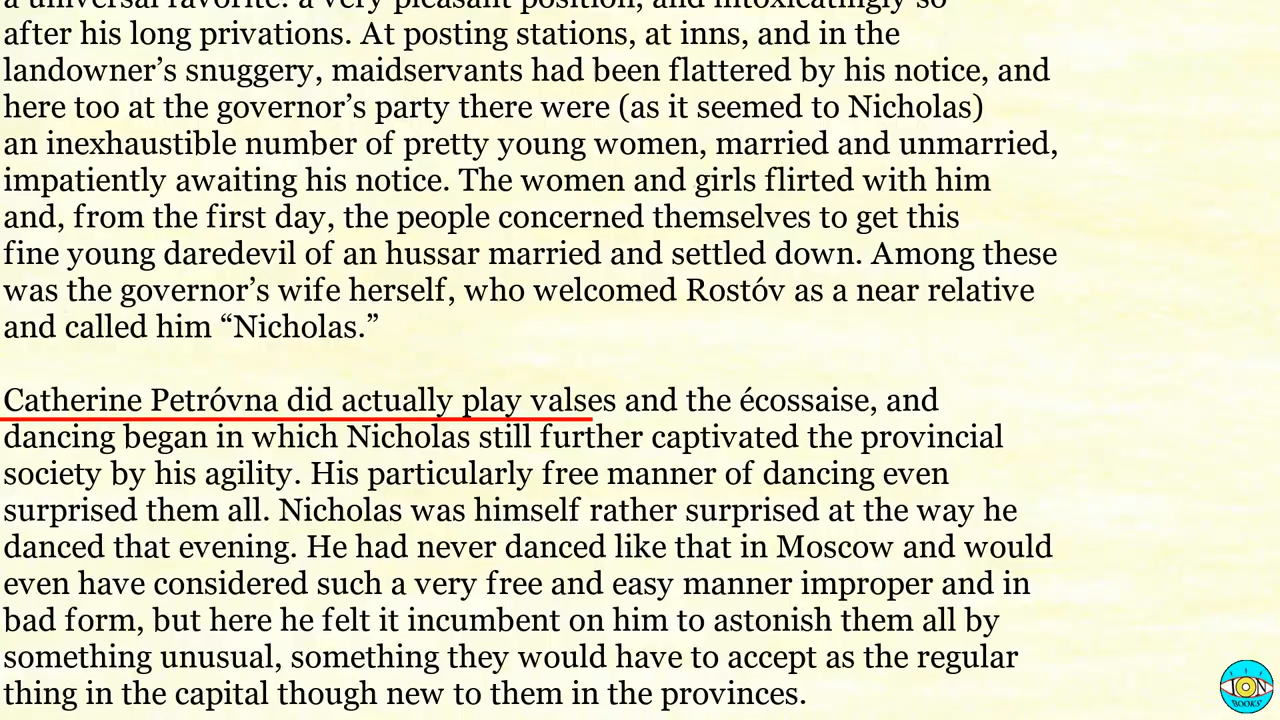 a universal favorite: a very pleasant position, and intoxicatingly so
after his long privations. At posting stations, at inns, and in the
landowner’s snuggery, maidservants had been flattered by his notice, and
here too at the governor’s party there were (as it seemed to Nicholas)
an inexhaustible number of pretty young women, married and unmarried,
impatiently awaiting his notice. The women and girls flirted with him
and, from the first day, the people concerned themselves to get this
fine young daredevil of an hussar married and settled down. Among these
was the governor’s wife herself, who welcomed Rostóv as a near relative
and called him “Nicholas.”
Catherine Petróvna did actually play valses and the écossaise, and
dancing began in which Nicholas still further captivated the provincial
society by his agility. His particularly free manner of dancing even
surprised them all. Nicholas was himself rather surprised at the way he
danced that evening. He had never danced like that in Moscow and would
even have considered such a very free and easy manner improper and in
bad form, but here he felt it incumbent on him to astonish them all by
something unusual, something they would have to accept as the regular
thing in the capital though new to them in the provinces.
ION
BOOKS